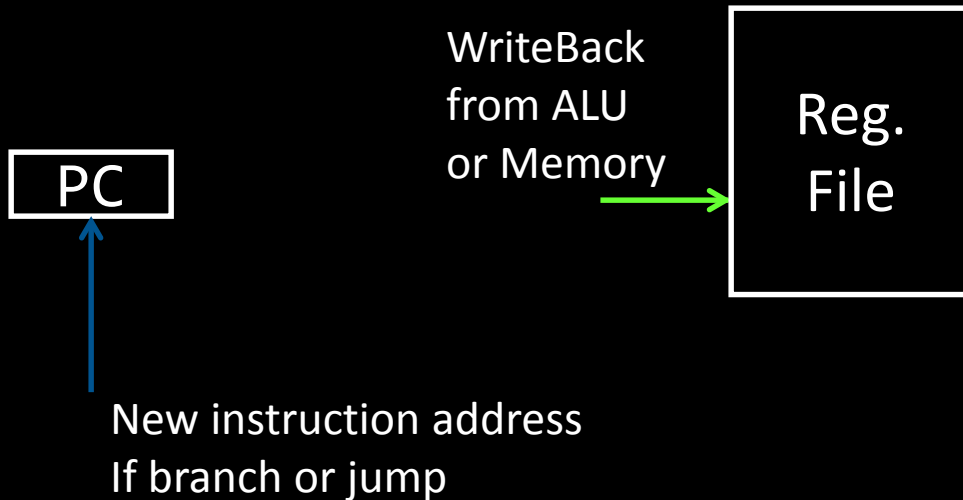 WriteBack
from ALU
or Memory
Reg.
File
PC
New instruction address
If branch or jump